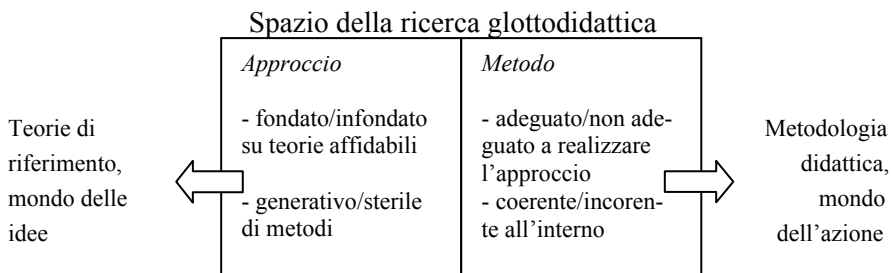 Spazio della ricerca glottodidattica
Teorie di
riferimento,
mondo delle
idee
Approccio
- fondato/infondato
su teorie affidabili
- generativo/sterile
di metodi
Metodo
- adeguato/non ade-
guato a realizzare
l'approccio
- coerente/incoren-
te all'interno
Metodologia
didattica,
mondo
dell'azione